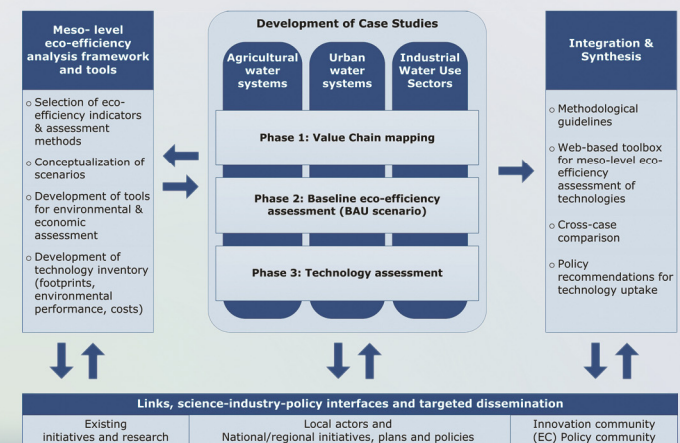 Meso- level
eco-efficiency
analysis framework
and tools
o Selection of eco-
efficiency indicators
& assessment
methods
o Conceptualization of
scenarios
o Development of tools
for environmental &
economic
assessment
o Development of
technology inventory
(footprints,
environmental
performance, costs)
Development of Case Studies
Agricultural
water
systems
Urban
water
systems
Industrial
Water Use
Sectors
Phase 1: Value Chain mapping
Phase 2: Baseline eco-efficiency
assessment (BAU scenario)
Phase 3: Technology assessment
Integration &
Synthesis
o Methodological
guidelines
o Web-based toolbox
for meso-level eco-
efficiency
assessment of
technologies
o Cross-case
comparison
o Policy
recommendations for
technology uptake
Links, science-industry-policy interfaces and targeted dissemination
Existing
initiatives and research
Local actors and
National/regional initiatives, plans and policies
Innovation community
(EC) Policy community